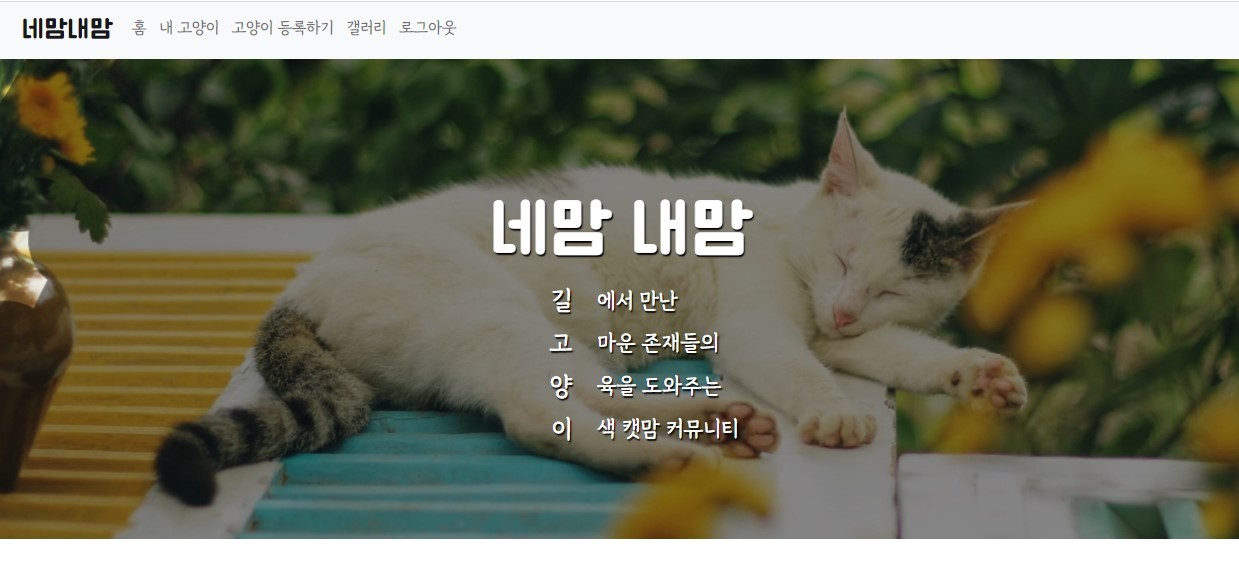 네맘내맘 홈 내 고양이 고양이 등록하기 갤러리 로그아웃
네맘 내맘
길 에서 만난
고 마운 존재들의
양 육을 도와주는
이 색 캣맘 커뮤니티